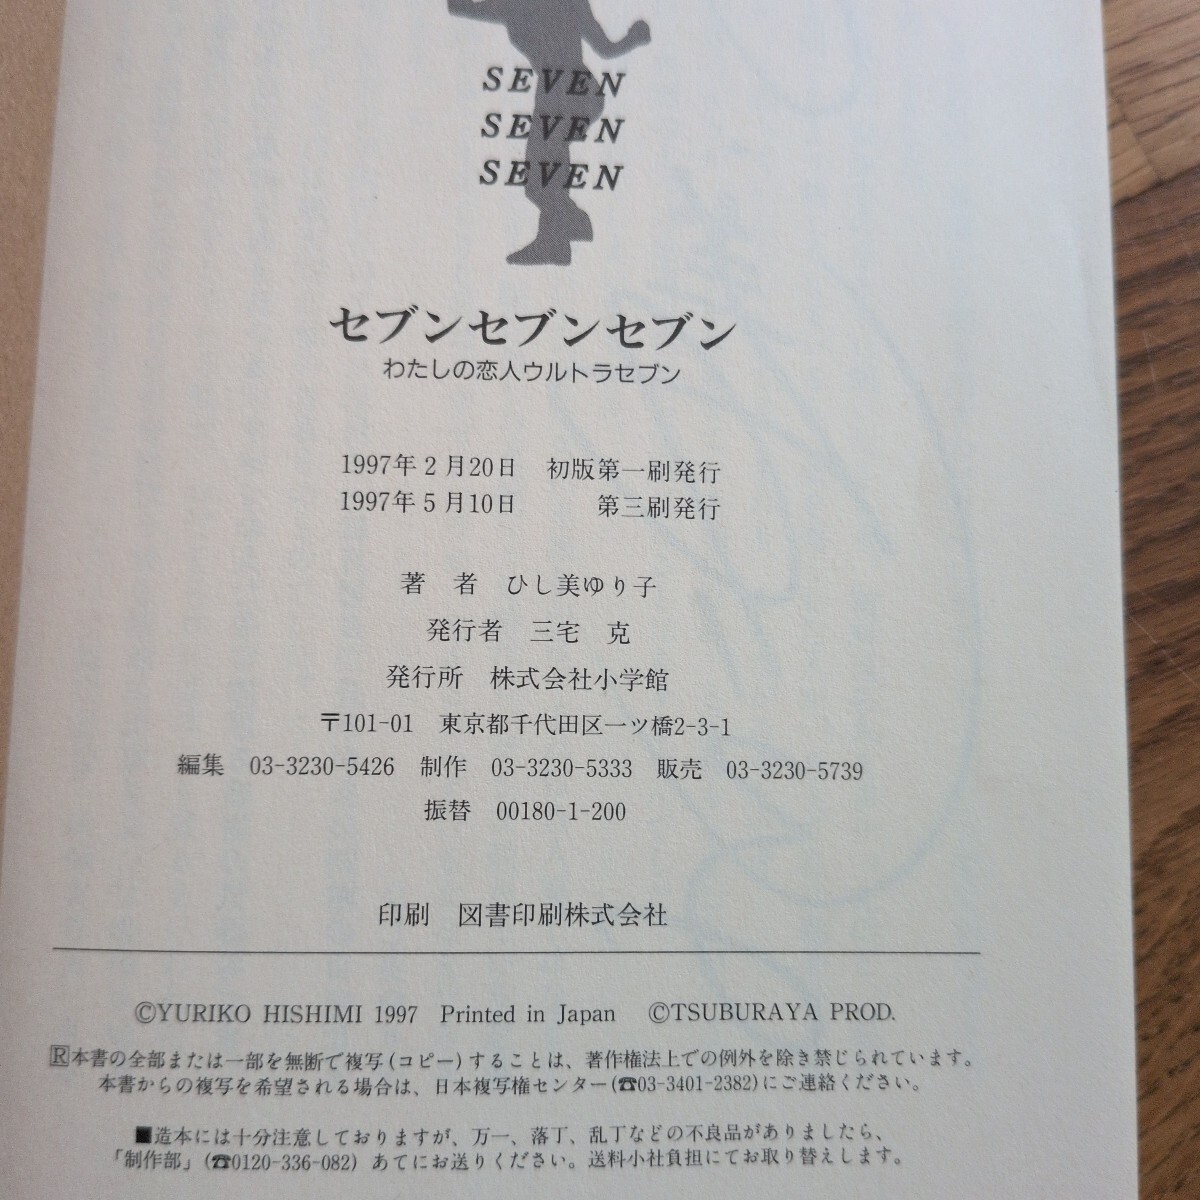 SEVEN
SEVEN
SEVEN
セブンセブンセブン
わたしの恋人ウルトラセブン
1997年2月20日　初版第一刷発行
1997年5月10日　第三刷発行
著　者　ひし美ゆり子
発行者　三宅　克
発行所　株式会社小学館
〒101-01　東京都千代田区一ツ橋2-3-1
編集　03-3230-5426　制作　03-3230-5333　販売　03-3230-5739
振替　00180-1-200
印刷　図書印刷株式会社
©YURIKO HISHIMI 1997　Printed in Japan　©TSUBURAYA PROD.
Ⓡ本書の全部または一部を無断で複写(コピー)することは、著作権法上での例外を除き禁じられています。
本書からの複写を希望される場合は、日本複写権センター(☎03-3401-2382)にご連絡ください。
■造本には十分注意しておりますが、万一、落丁、乱丁などの不良品がありましたら、
「制作部」(☎0120-336-082) あてにお送りください。送料小社負担にてお取り替えします。